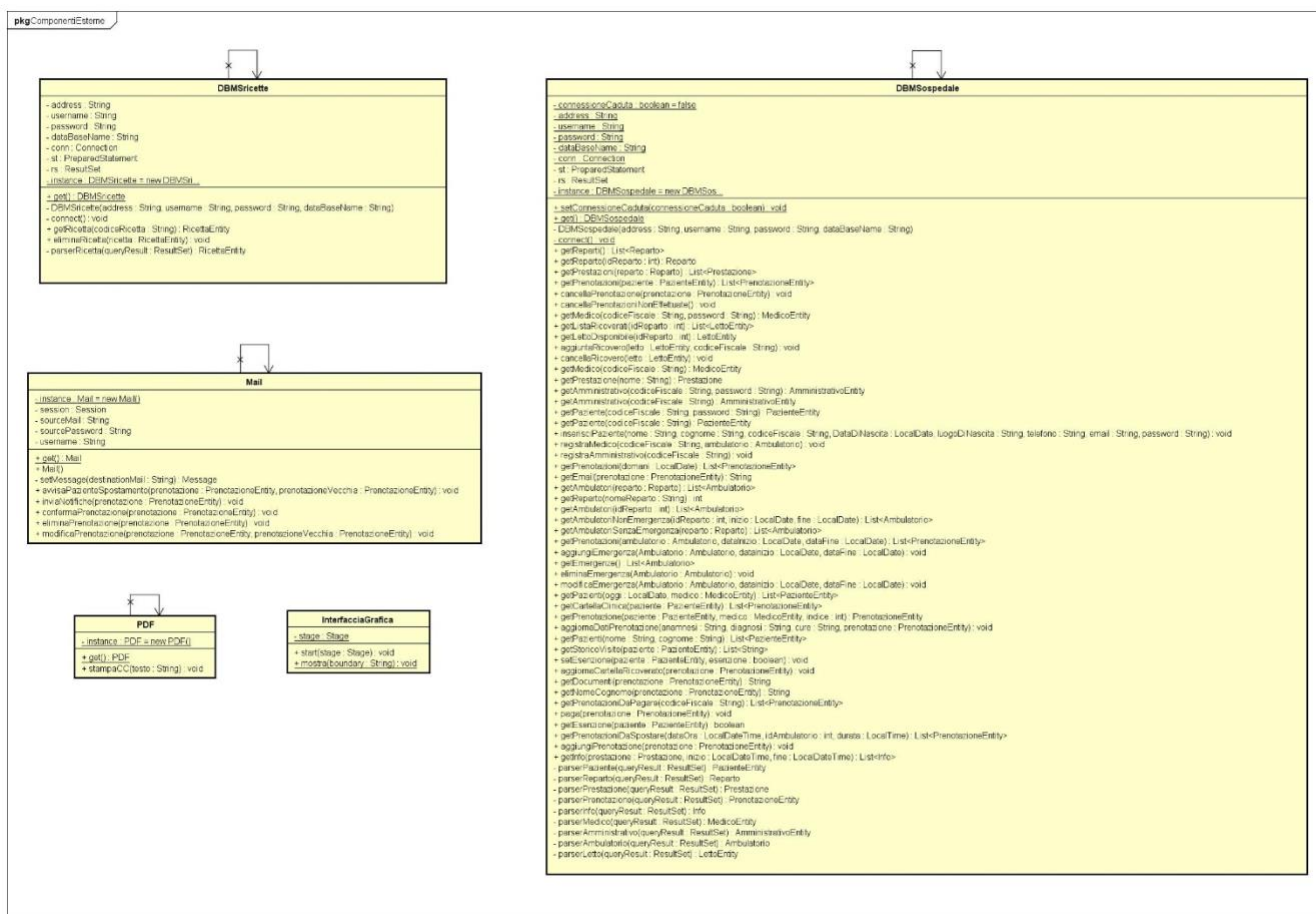 pkg ComponentiEsterne
DBMSricette
- address : String
- username : String
- password : String
- dataBaseName : String
- conn : Connection
- st : PreparedStatement
- rs : ResultSet
- instance : DBMSricette = new DBMSri...
+ get() : DBMSricette
- DBMSricette(address : String, username : String, password : String, dataBaseName : String)
- connect() : void
+ getRicetta(codiceRicetta : String) : RicettaEntity
+ eliminaRicetta(ricetta : RicettaEntity) : void
- parserRicetta(queryResult : ResultSet) : RicettaEntity
Mail
- instance : Mail = new Mail()
- session : Session
- sourceMail : String
- sourcePassword : String
- username : String
+ get() : Mail
+ Mail()
- setMessage(destinationMail : String) : Message
+ avvisaPazienteSpostamento(prenotazione : PrenotazioneEntity, prenotazioneVecchia : PrenotazioneEntity) : void
+ inviaNotifiche(prenotazione : PrenotazioneEntity) : void
+ confermaPrenotazione(prenotazione : PrenotazioneEntity) : void
+ eliminaPrenotazione(prenotazione : PrenotazioneEntity) : void
+ modificaPrenotazione(prenotazione : PrenotazioneEntity, prenotazioneVecchia : PrenotazioneEntity) : void
PDF
- instance : PDF = new PDF()
+ get() : PDF
+ stampaCC(testo : String) : void
InterfacciaGrafica
- stage : Stage
+ start(stage : Stage) : void
+ mostra(boundary : String) : void
DBMSospedale
- connessioneCaduta : boolean = false
- address : String
- username : String
- password : String
- dataBaseName : String
- conn : Connection
- st : PreparedStatement
- rs : ResultSet
- instance : DBMSospedale = new DBMSos...
+ setConnessioneCaduta(connessioneCaduta : boolean) : void
+ get() : DBMSospedale
- DBMSospedale(address : String, username : String, password : String, dataBaseName : String)
- connect() : void
+ getReparti() : List<Reparto>
+ getReparto(idReparto : int) : Reparto
+ getPrestazioni(reparto : Reparto) : List<Prestazione>
+ getPrenotazioni(paziente : PazienteEntity) : List<PrenotazioneEntity>
+ cancellaPrenotazione(prenotazione : PrenotazioneEntity) : void
+ cancellaPrenotazioniNonEffettuate() : void
+ getMedico(codiceFiscale : String, password : String) : MedicoEntity
+ getListaRicoverati(idReparto : int) : List<LettoEntity>
+ getLettoDisponibile(idReparto : int) : LettoEntity
+ aggiuntaRicovero(letto : LettoEntity, codiceFiscale : String) : void
+ cancellaRicovero(letto : LettoEntity) : void
+ getMedico(codiceFiscale : String) : MedicoEntity
+ getPrestazione(nome : String) : Prestazione
+ getAmministrativo(codiceFiscale : String, password : String) : AmministrativoEntity
+ getAmministrativo(codiceFiscale : String) : AmministrativoEntity
+ getPaziente(codiceFiscale : String, password : String) : PazienteEntity
+ getPaziente(codiceFiscale : String) : PazienteEntity
+ inserisciPaziente(nome : String, cognome : String, codiceFiscale : String, DataDiNascita : LocalDate, luogoDiNascita : String, telefono : String, email : String, password : String) : void
+ registraMedico(codiceFiscale : String, ambulatorio : Ambulatorio) : void
+ registraAmministrativo(codiceFiscale : String) : void
+ getPrenotazioni(domani : LocalDate) : List<PrenotazioneEntity>
+ getEmail(prenotazione : PrenotazioneEntity) : String
+ getAmbulatori(reparto : Reparto) : List<Ambulatorio>
+ getReparto(nomeReparto : String) : int
+ getAmbulatori(idReparto : int) : List<Ambulatorio>
+ getAmbulatoriNonEmergenza(idReparto : int, inizio : LocalDate, fine : LocalDate) : List<Ambulatorio>
+ getAmbulatoriSenzaEmergenza(reparto : Reparto) : List<Ambulatorio>
+ getPrenotazioni(ambulatorio : Ambulatorio, dataInizio : LocalDate, dataFine : LocalDate) : List<PrenotazioneEntity>
+ aggiungiEmergenza(Ambulatorio : Ambulatorio, dataInizio : LocalDate, dataFine : LocalDate) : void
+ getEmergenze() : List<Ambulatorio>
+ eliminaEmergenza(Ambulatorio : Ambulatorio) : void
+ modificaEmergenza(Ambulatorio : Ambulatorio, dataInizio : LocalDate, dataFine : LocalDate) : void
+ getPazienti(oggi : LocalDate, medico : MedicoEntity) : List<PazienteEntity>
+ getCartellaClinica(paziente : PazienteEntity) : List<PrenotazioneEntity>
+ getPrenotazione(paziente : PazienteEntity, medico : MedicoEntity, indice : int) : PrenotazioneEntity
+ aggiornaDatiPrenotazione(anamnesi : String, diagnosi : String, cure : String, prenotazione : PrenotazioneEntity) : void
+ getPazienti(nome : String, cognome : String) : List<PazienteEntity>
+ getStoricoVisite(paziente : PazienteEntity) : List<String>
+ setEsenzione(paziente : PazienteEntity, esenzione : boolean) : void
+ aggiornaCartellaRicoverato(prenotazione : PrenotazioneEntity) : void
+ getDocumenti(prenotazione : PrenotazioneEntity) : String
+ getNomeCognome(prenotazione : PrenotazioneEntity) : String
+ getPrenotazioniDaPagare(codiceFiscale : String) : List<PrenotazioneEntity>
+ paga(prenotazione : PrenotazioneEntity) : void
+ getEsenzione(paziente : PazienteEntity) : boolean
+ getPrenotazioniDaSpostare(dataOra : LocalDateTime, idAmbulatorio : int, durata : LocalTime) : List<PrenotazioneEntity>
+ aggiungiPrenotazione(prenotazione : PrenotazioneEntity) : void
+ getInfo(prestazione : Prestazione, inizio : LocalDateTime, fine : LocalDateTime) : List<Info>
- parserPaziente(queryResult : ResultSet) : PazienteEntity
- parserReparto(queryResult : ResultSet) : Reparto
- parserPrestazione(queryResult : ResultSet) : Prestazione
- parserPrenotazione(queryResult : ResultSet) : PrenotazioneEntity
- parserInfo(queryResult : ResultSet) : Info
- parserMedico(queryResult : ResultSet) : MedicoEntity
- parserAmministrativo(queryResult : ResultSet) : AmministrativoEntity
- parserAmbulatorio(queryResult : ResultSet) : Ambulatorio
- parserLetto(queryResult : ResultSet) : LettoEntity